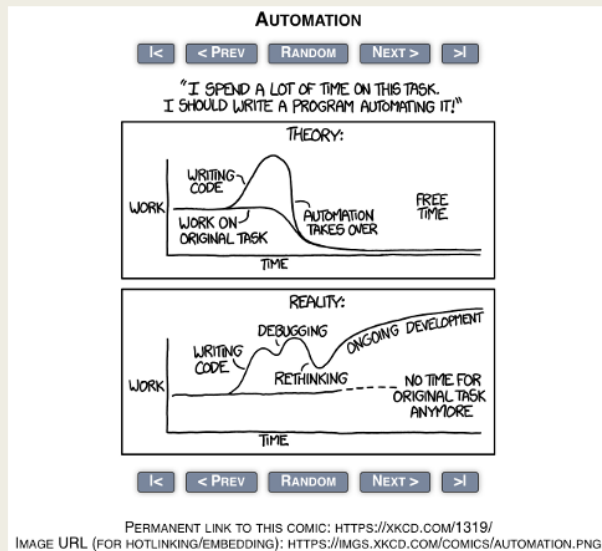 AUTOMATION
|< < PREV RANDOM NEXT > >|
"I SPEND A LOT OF TIME ON THIS TASK.
I SHOULD WRITE A PROGRAM AUTOMATING IT!"
THEORY:
WRITING
CODE
WORK
WORK ON
ORIGINAL TASK
AUTOMATION
TAKES OVER
FREE
TIME
TIME
REALITY:
WRITING
CODE
DEBUGGING
RETHINKING
ONGOING DEVELOPMENT
WORK
NO TIME FOR
ORIGINAL TASK
ANYMORE
TIME
|< < PREV RANDOM NEXT > >|
PERMANENT LINK TO THIS COMIC: HTTPS://XKCD.COM/1319/
IMAGE URL (FOR HOTLINKING/EMBEDDING): HTTPS://IMGS.XKCD.COM/COMICS/AUTOMATION.PNG